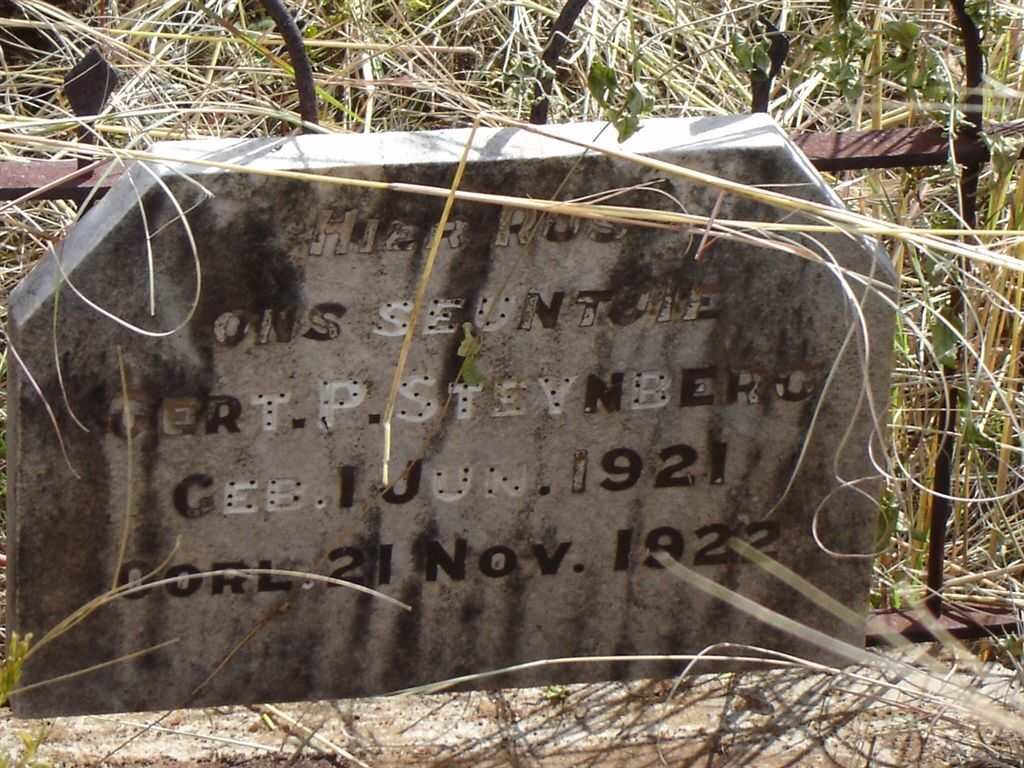 HIER RUS
ONS SEUNTJIE
GERT. P. STEYNBERG
GEB. 1 JUN. 1921
OORL. 21 NOV. 1922